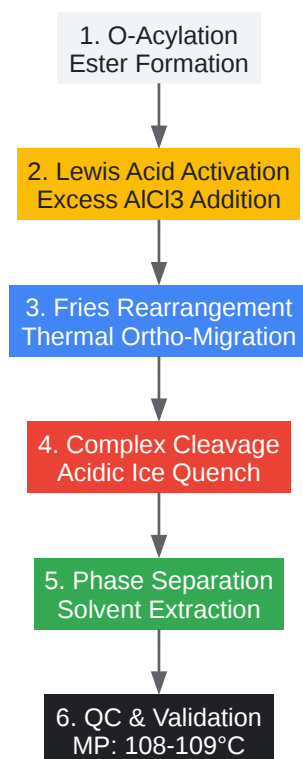 1. O-Acylation
Ester Formation
2. Lewis Acid Activation
Excess AlCl3 Addition
3. Fries Rearrangement
Thermal Ortho-Migration
4. Complex Cleavage
Acidic Ice Quench
5. Phase Separation
Solvent Extraction
6. QC & Validation
MP: 108-109°C